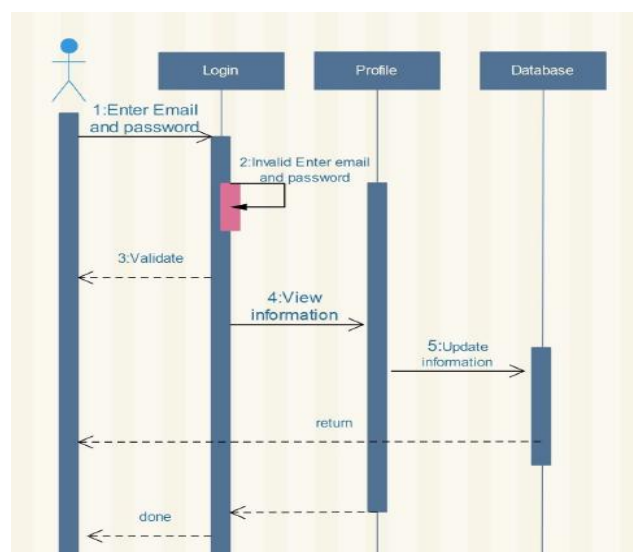 Login
Profile
Database
1:Enter Email
and password
2:Invalid Enter email
and password
3:Validate
4:View
information
5:Update
information
return
done